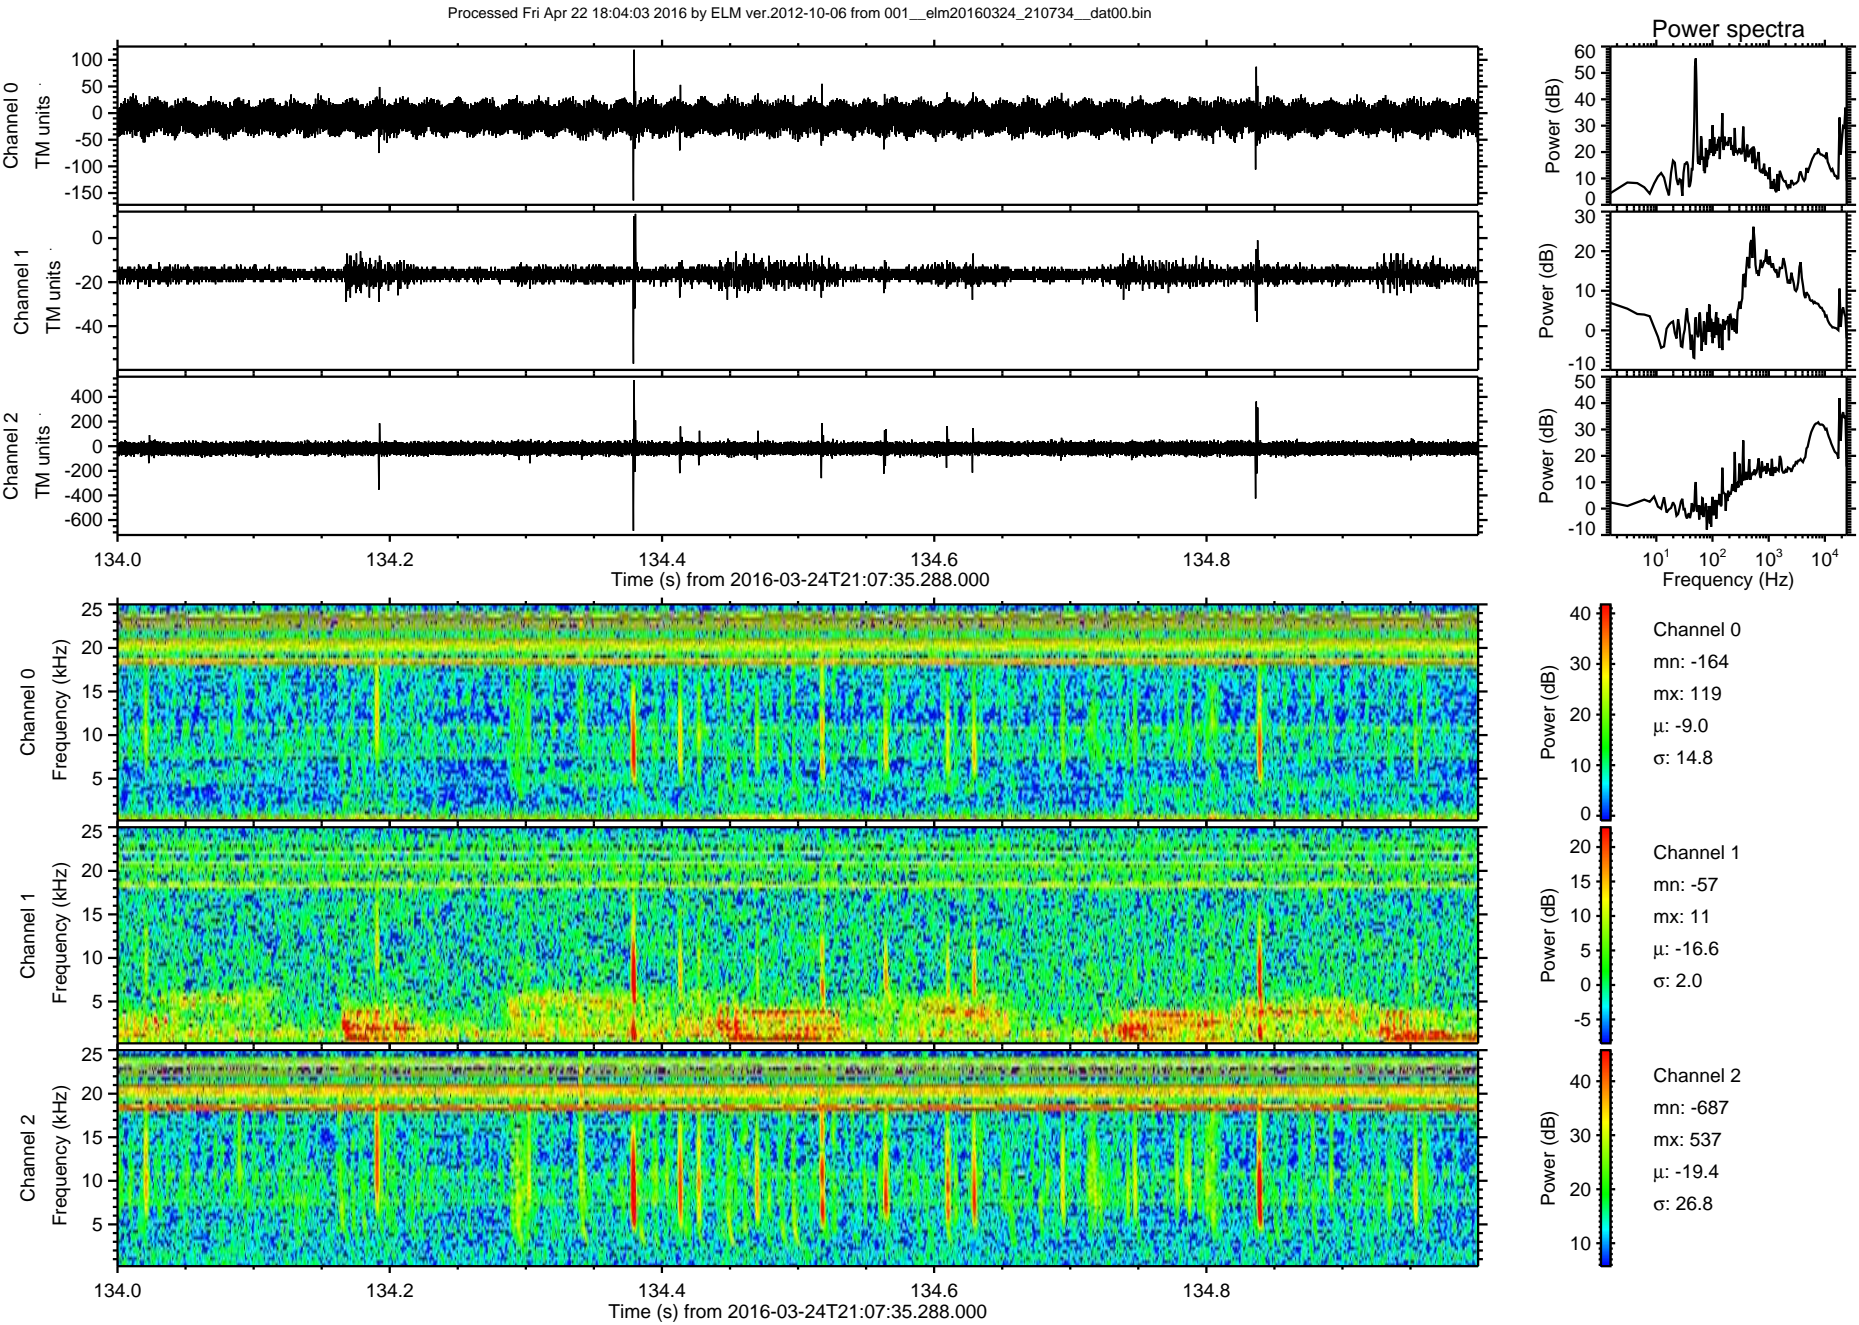 Processed Fri Apr 22 18:04:03 2016 by ELM ver.2012-10-06 from 001__elm20160324_210734__dat00.bin
Power spectra
Channel 0
TM units
100
50
0
-50
-100
-150
Power (dB)
60
50
40
30
20
10
0
Channel 1
TM units
0
-20
-40
Power (dB)
30
20
10
0
-10
Channel 2
TM units
400
200
0
-200
-400
-600
Power (dB)
50
40
30
20
10
0
-10
134.0 134.2 134.4 134.6 134.8
Time (s) from 2016-03-24T21:07:35.288.000
10¹ 10² 10³ 10⁴
Frequency (Hz)
Channel 0
Frequency (kHz)
25
20
15
10
5
Power (dB)
40
30
20
10
0
Channel 0
mn: -164
mx: 119
μ: -9.0
σ: 14.8
Channel 1
Frequency (kHz)
25
20
15
10
5
Power (dB)
20
15
10
5
0
-5
Channel 1
mn: -57
mx: 11
μ: -16.6
σ: 2.0
Channel 2
Frequency (kHz)
25
20
15
10
5
Power (dB)
40
30
20
10
Channel 2
mn: -687
mx: 537
μ: -19.4
σ: 26.8
134.0 134.2 134.4 134.6 134.8
Time (s) from 2016-03-24T21:07:35.288.000